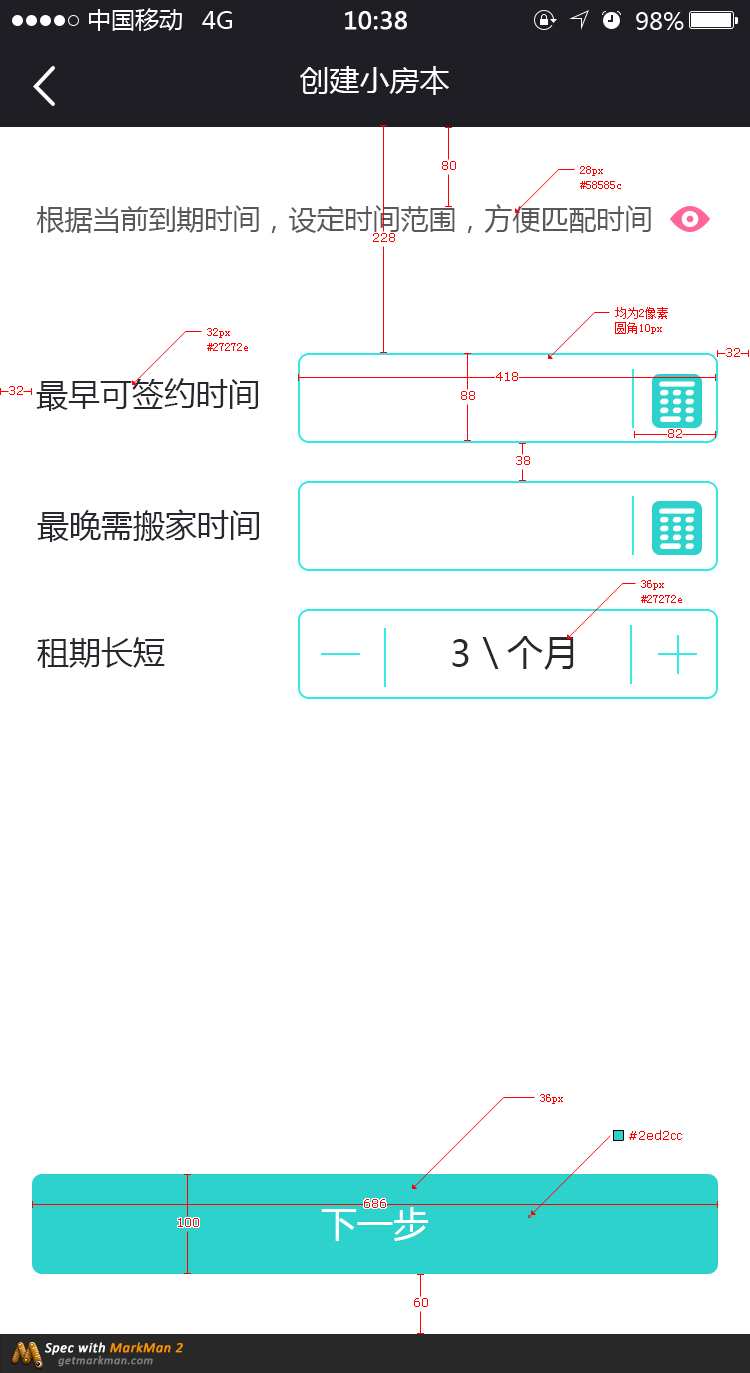 中国移动 4G 10:38 98%
创建小房本
80
28px
#58585c
根据当前到期时间，设定时间范围，方便匹配时间
228
均为2像素
圆角10px
32px
#27272e
32
32
最早可签约时间
418
88
82
38
最晚需搬家时间
36px
#27272e
租期长短
3 \ 个月
36px
#2ed2cc
686
100
下一步
60
Spec with MarkMan 2
getmarkman.com